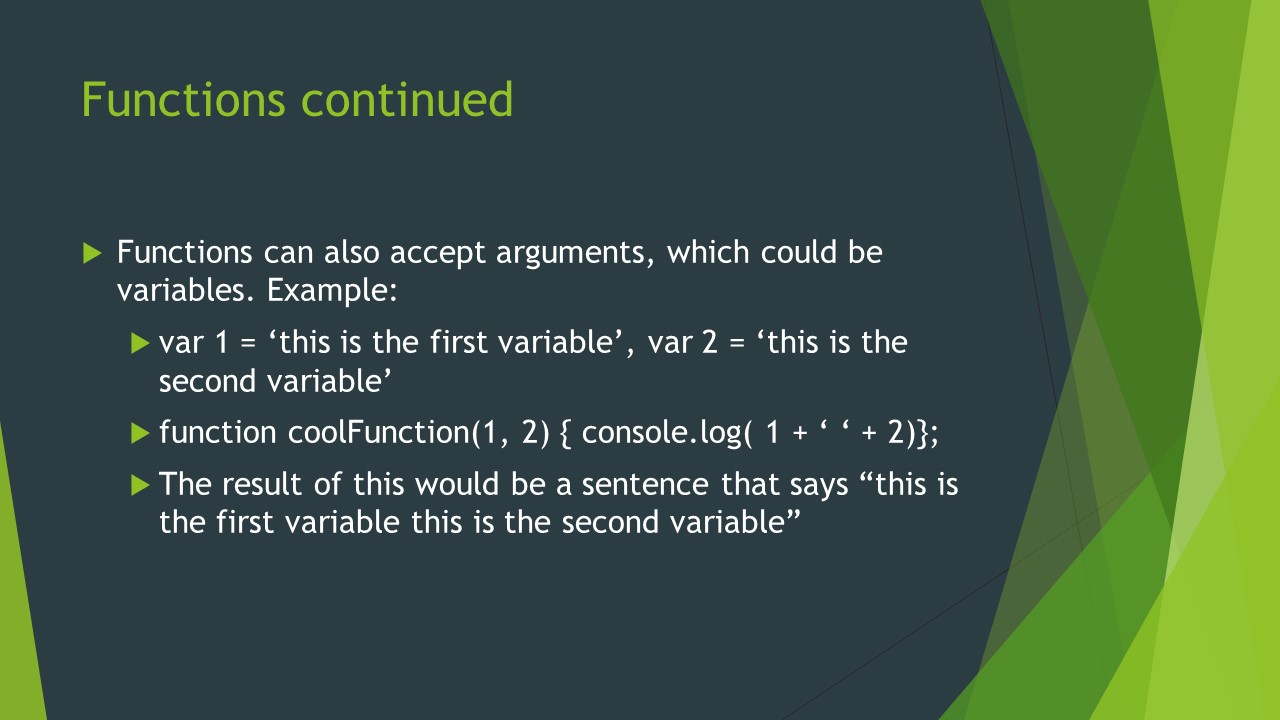 Functions continued
Functions can also accept arguments, which could be
variables. Example:
var 1 = ‘this is the first variable’, var 2 = ‘this is the
second variable’
function coolFunction(1, 2) { console.log( 1 + ‘ ‘ + 2)};
The result of this would be a sentence that says “this is
the first variable this is the second variable”